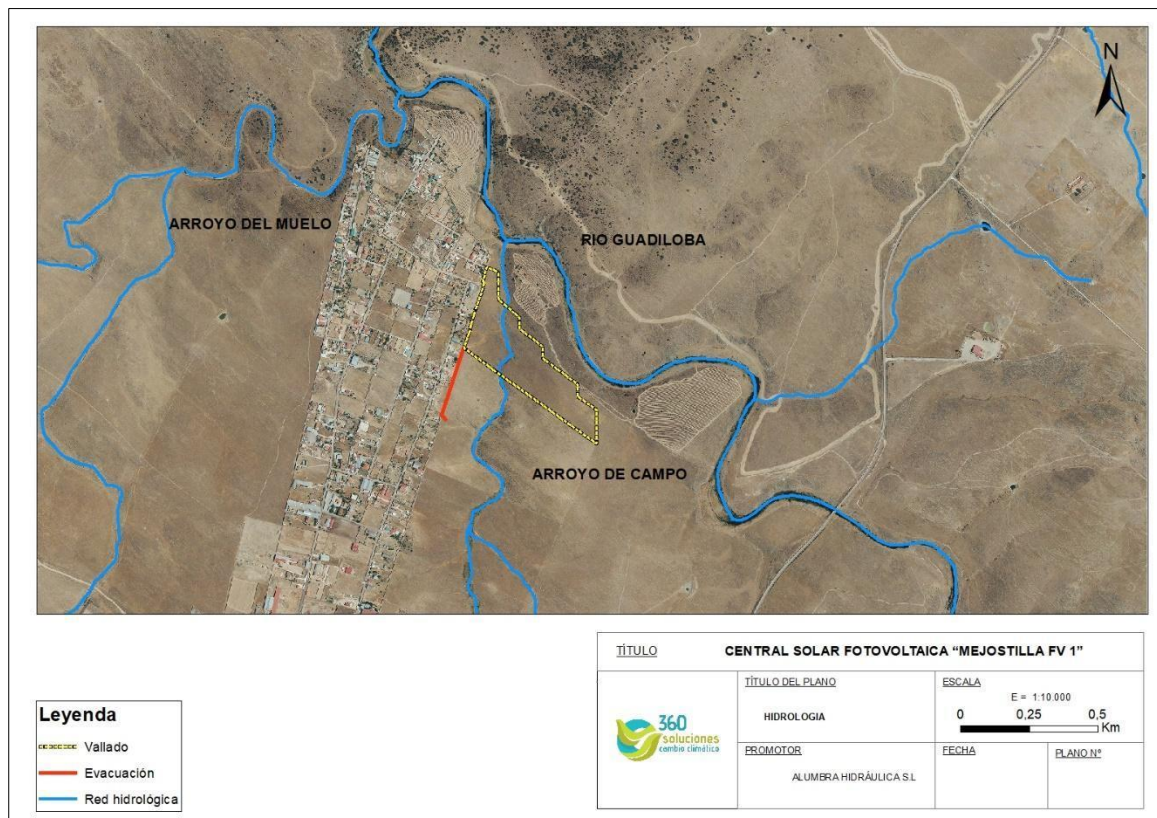 N
ARROYO DEL MUELO
RIO GUADILOBA
ARROYO DE CAMPO
Leyenda
Vallado
Evacuación
Red hidrológica
TÍTULO
CENTRAL SOLAR FOTOVOLTAICA “MEJOSTILLA FV 1”
360
soluciones
cambio climático
TÍTULO DEL PLANO
HIDROLOGIA
ESCALA
E = 1:10.000
0 0,25 0,5
Km
PROMOTOR
ALUMBRA HIDRÁULICA S.L
FECHA
PLANO Nº